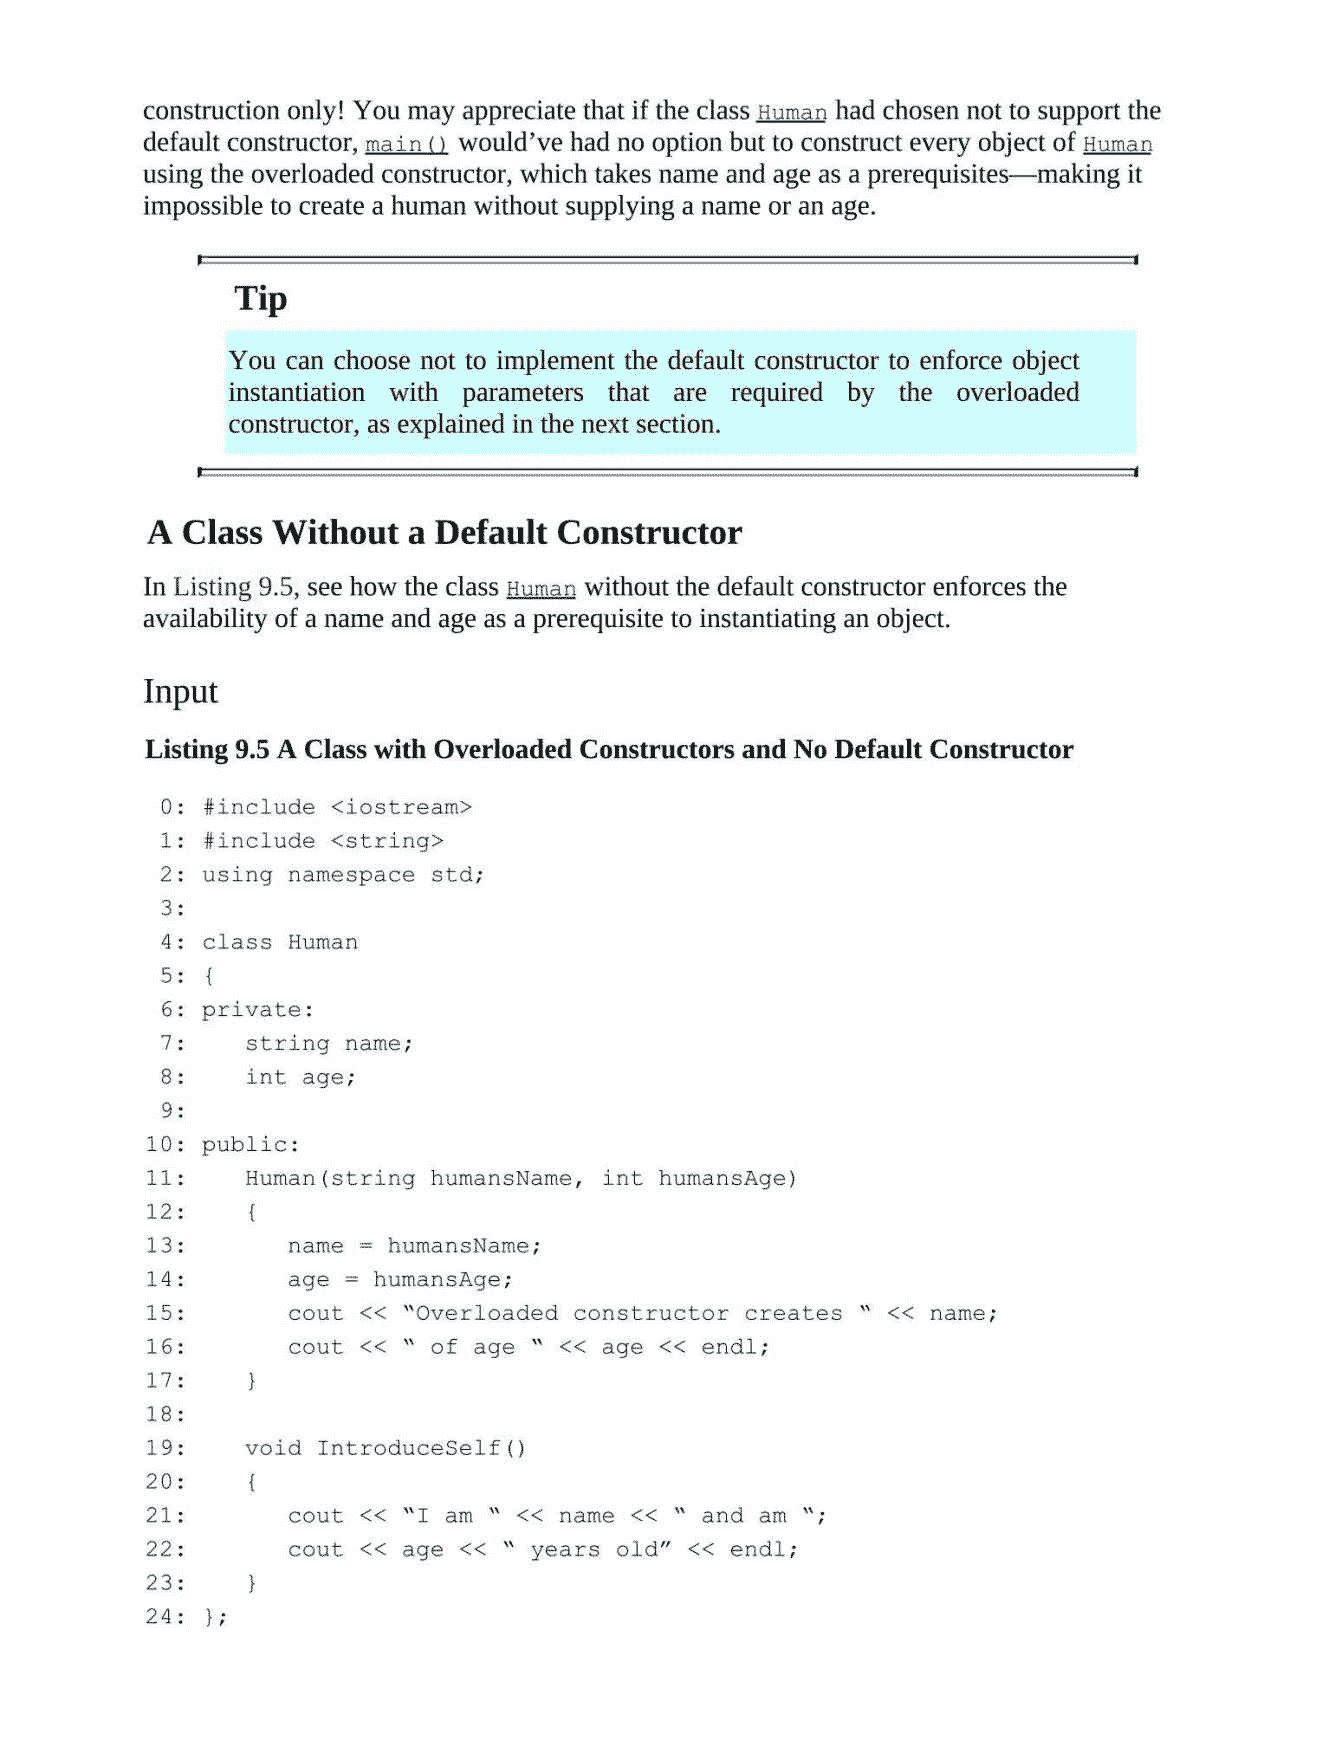 construction only! You may appreciate that if the class Human had chosen not to support the
default constructor, main() would’ve had no option but to construct every object of Human
using the overloaded constructor, which takes name and age as a prerequisites—making it
impossible to create a human without supplying a name or an age.
Tip
You can choose not to implement the default constructor to enforce object
instantiation with parameters that are required by the overloaded
constructor, as explained in the next section.
A Class Without a Default Constructor
In Listing 9.5, see how the class Human without the default constructor enforces the
availability of a name and age as a prerequisite to instantiating an object.
Input
Listing 9.5 A Class with Overloaded Constructors and No Default Constructor
0: #include <iostream>
1: #include <string>
2: using namespace std;
3:
4: class Human
5: {
6: private:
7:    string name;
8:    int age;
9:
10: public:
11:    Human(string humansName, int humansAge)
12:    {
13:       name = humansName;
14:       age = humansAge;
15:       cout << “Overloaded constructor creates “ << name;
16:       cout << “ of age “ << age << endl;
17:    }
18:
19:    void IntroduceSelf()
20:    {
21:       cout << “I am “ << name << “ and am “;
22:       cout << age << “ years old” << endl;
23:    }
24: };